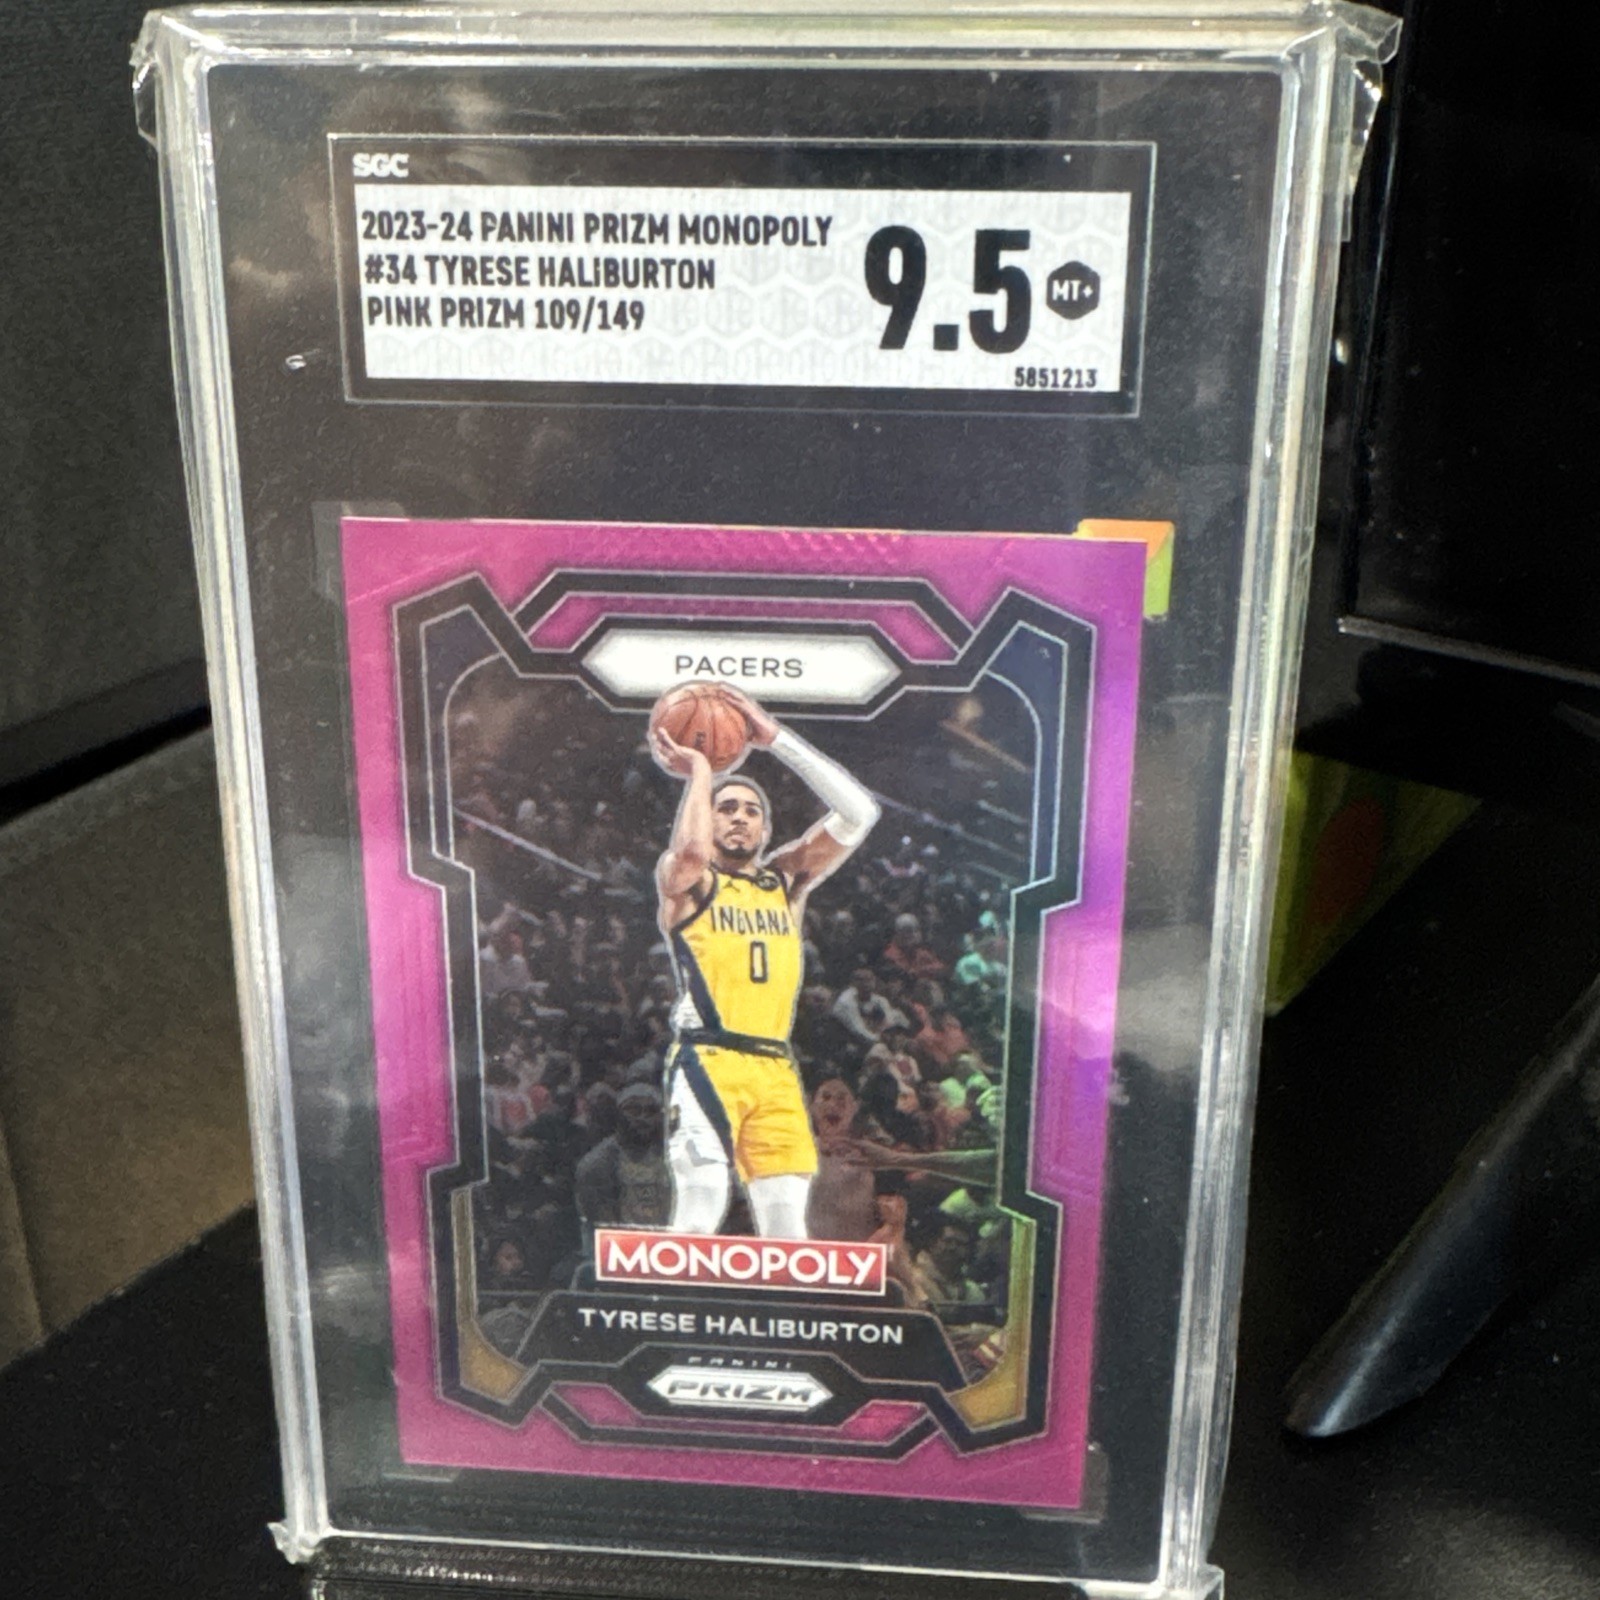 SGC
2023-24 PANINI PRIZM MONOPOLY
#34 TYRESE HALIBURTON
PINK PRIZM 109/149
9.5 MT+
5851213
PACERS
INDIANA
0
MONOPOLY
TYRESE HALIBURTON
PANINI
PRIZM